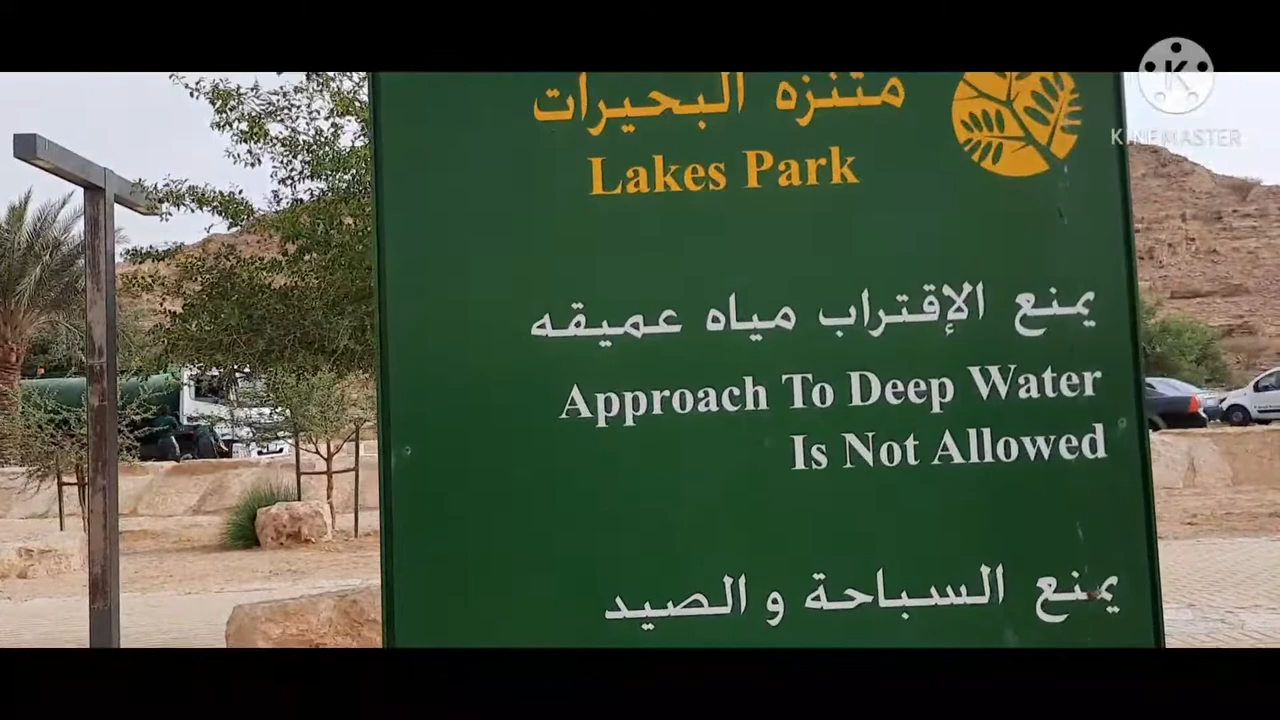 متنزه البحيرات
Lakes Park
يمنع الإقتراب مياه عميقه
Approach To Deep Water
Is Not Allowed
يمنع السباحة و الصيد
K
KINEMASTER